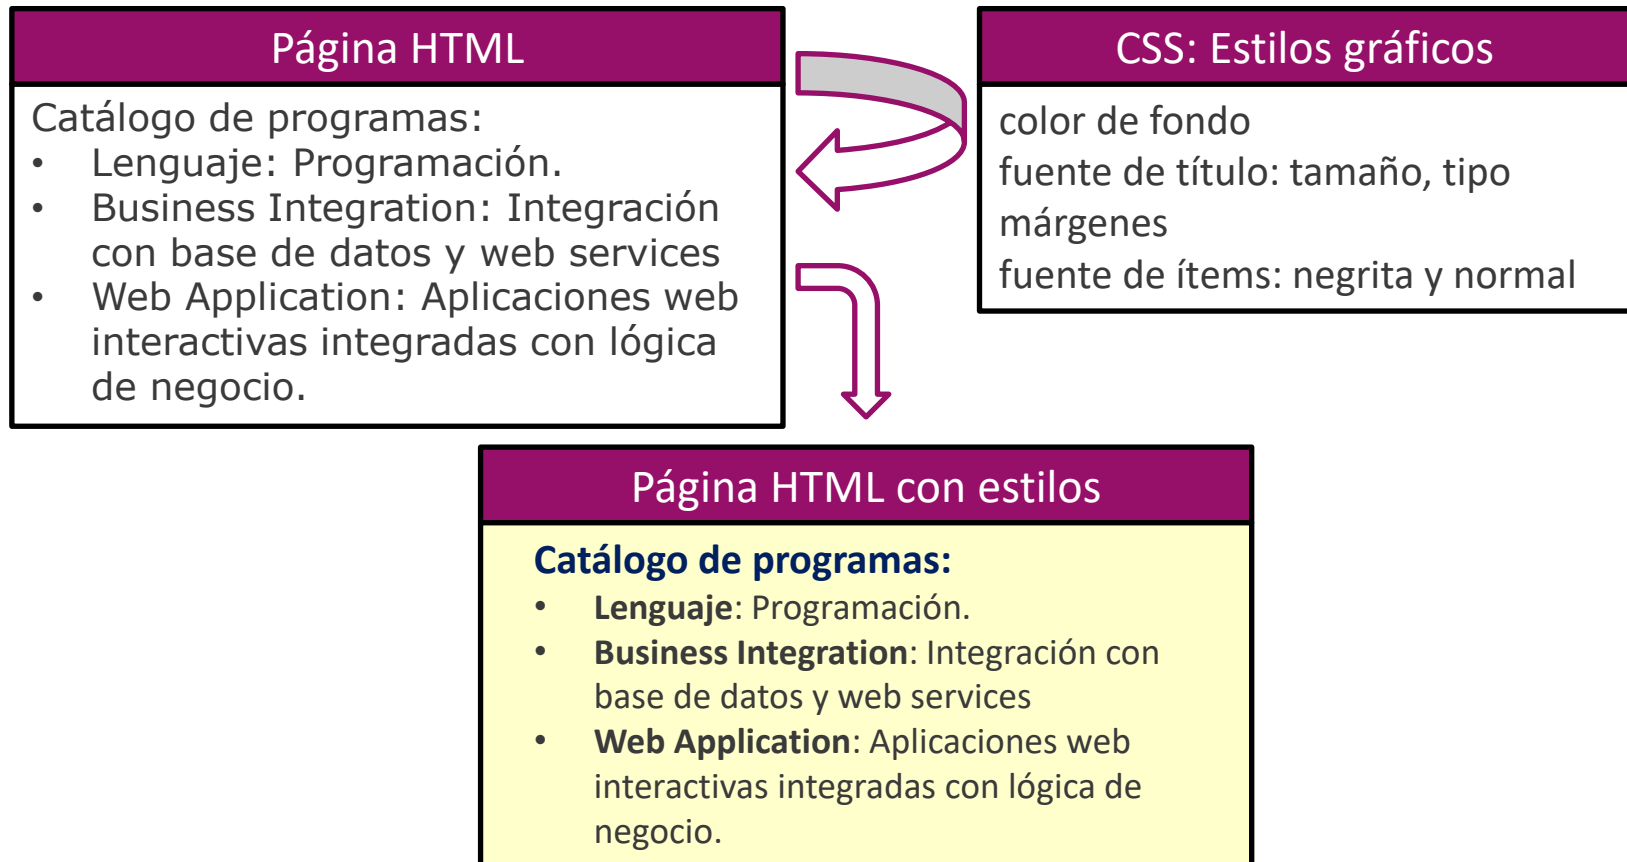 Página HTML
Catálogo de programas:
• Lenguaje: Programación.
• Business Integration: Integración
con base de datos y web services
• Web Application: Aplicaciones web
interactivas integradas con lógica
de negocio.
CSS: Estilos gráficos
color de fondo
fuente de título: tamaño, tipo
márgenes
fuente de ítems: negrita y normal
Página HTML con estilos
Catálogo de programas:
• Lenguaje: Programación.
• Business Integration: Integración con
base de datos y web services
• Web Application: Aplicaciones web
interactivas integradas con lógica de
negocio.